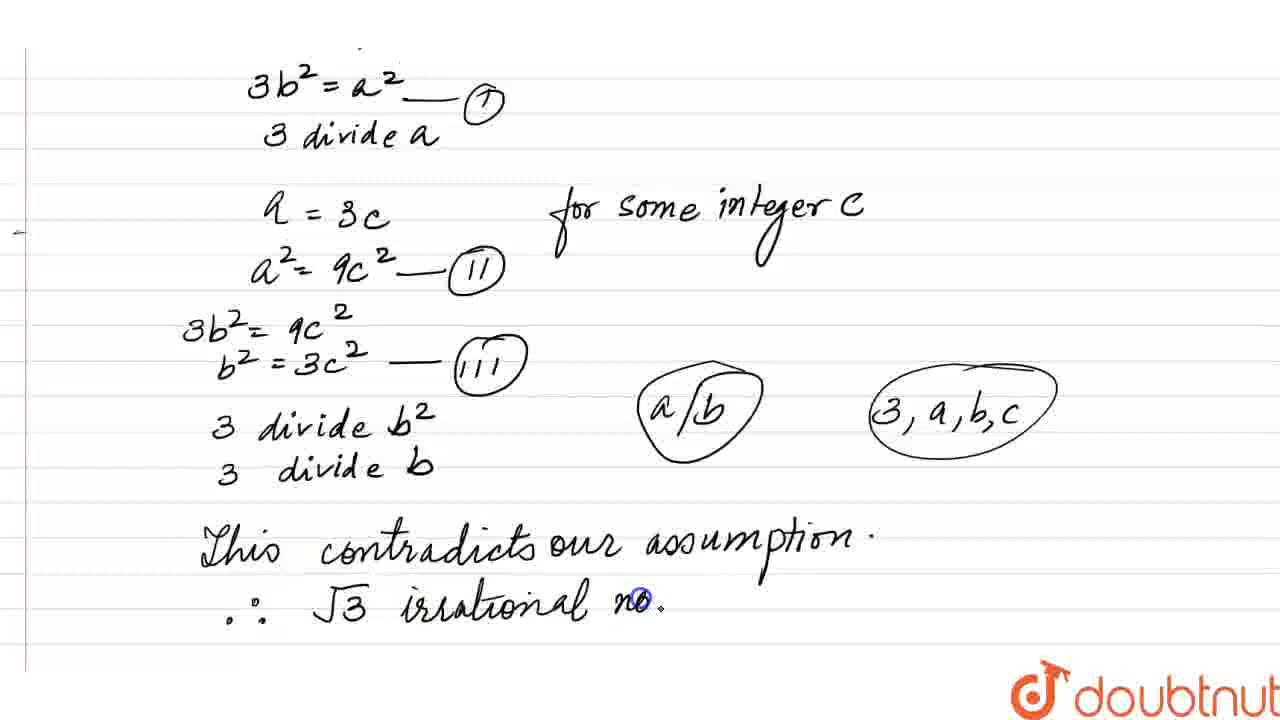 3b² = a² — I
3 divide a
a = 3c for some integer c
a² = 9c² — II
3b² = 9c²
b² = 3c² — III
a/b 3, a, b, c
3 divide b²
3 divide b
This contradicts our assumption.
∴ √3 irrational no.
doubtnut